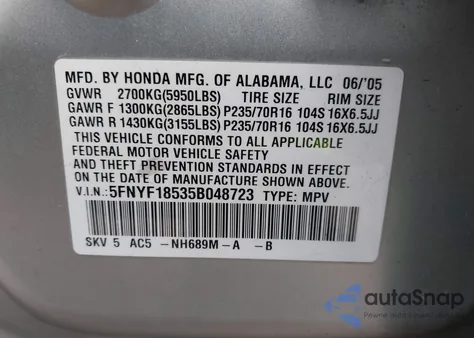 MFD. BY HONDA MFG. OF ALABAMA, LLC 06/'05
GVWR 2700KG(5950LBS) TIRE SIZE RIM SIZE
GAWR F 1300KG(2865LBS) P235/70R16 104S 16X6.5JJ
GAWR R 1430KG(3155LBS) P235/70R16 104S 16X6.5JJ
THIS VEHICLE CONFORMS TO ALL APPLICABLE
FEDERAL MOTOR VEHICLE SAFETY
AND THEFT PREVENTION STANDARDS IN EFFECT
ON THE DATE OF MANUFACTURE SHOWN ABOVE.
V.I.N.: 5FNYF18535B048723 TYPE: MPV
SKV 5 AC5 -NH689M-A -B
autoSnap